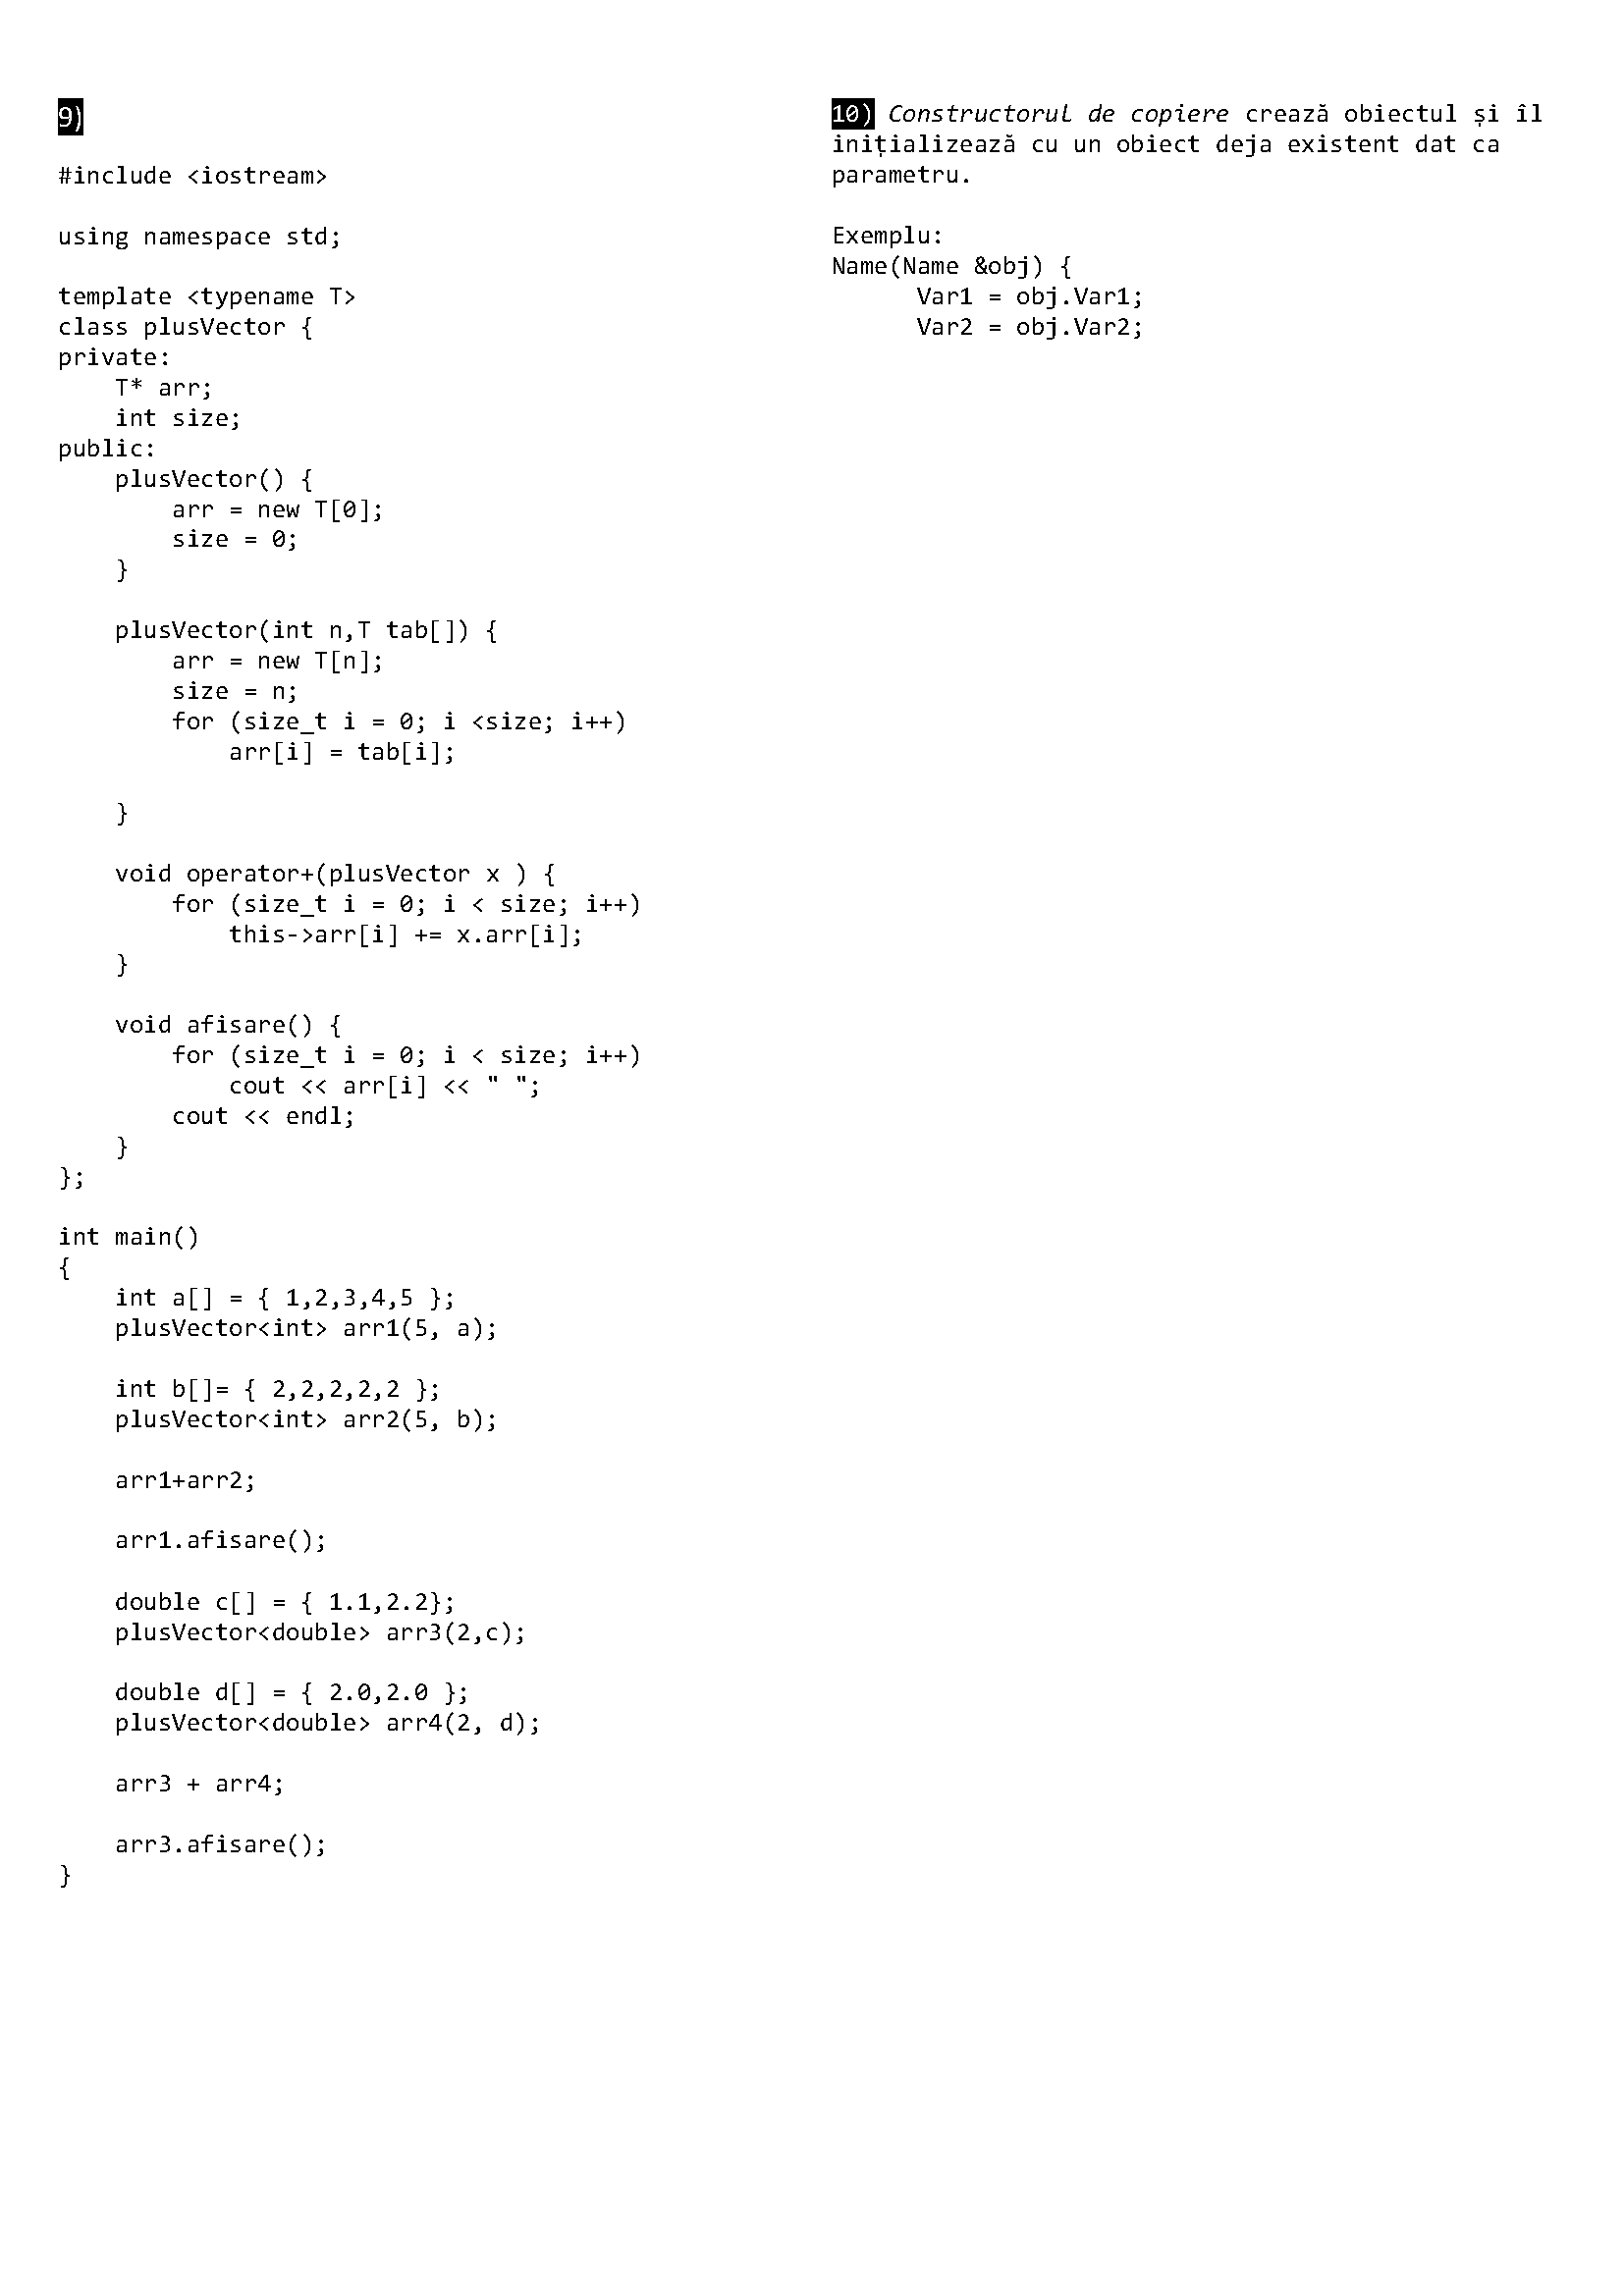 9)
#include <iostream>
using namespace std;
template <typename T>
class plusVector {
private:
    T* arr;
    int size;
public:
    plusVector() {
        arr = new T[0];
        size = 0;
    }
    plusVector(int n,T tab[]) {
        arr = new T[n];
        size = n;
        for (size_t i = 0; i <size; i++)
            arr[i] = tab[i];
    }
    void operator+(plusVector x ) {
        for (size_t i = 0; i < size; i++)
            this->arr[i] += x.arr[i];
    }
    void afisare() {
        for (size_t i = 0; i < size; i++)
            cout << arr[i] << " ";
        cout << endl;
    }
};
int main()
{
    int a[] = { 1,2,3,4,5 };
    plusVector<int> arr1(5, a);
    int b[]= { 2,2,2,2,2 };
    plusVector<int> arr2(5, b);
    arr1+arr2;
    arr1.afisare();
    double c[] = { 1.1,2.2};
    plusVector<double> arr3(2,c);
    double d[] = { 2.0,2.0 };
    plusVector<double> arr4(2, d);
    arr3 + arr4;
    arr3.afisare();
}
10) Constructorul de copiere crează obiectul și îl
inițializează cu un obiect deja existent dat ca
parametru.
Exemplu:
Name(Name &obj) {
      Var1 = obj.Var1;
      Var2 = obj.Var2;